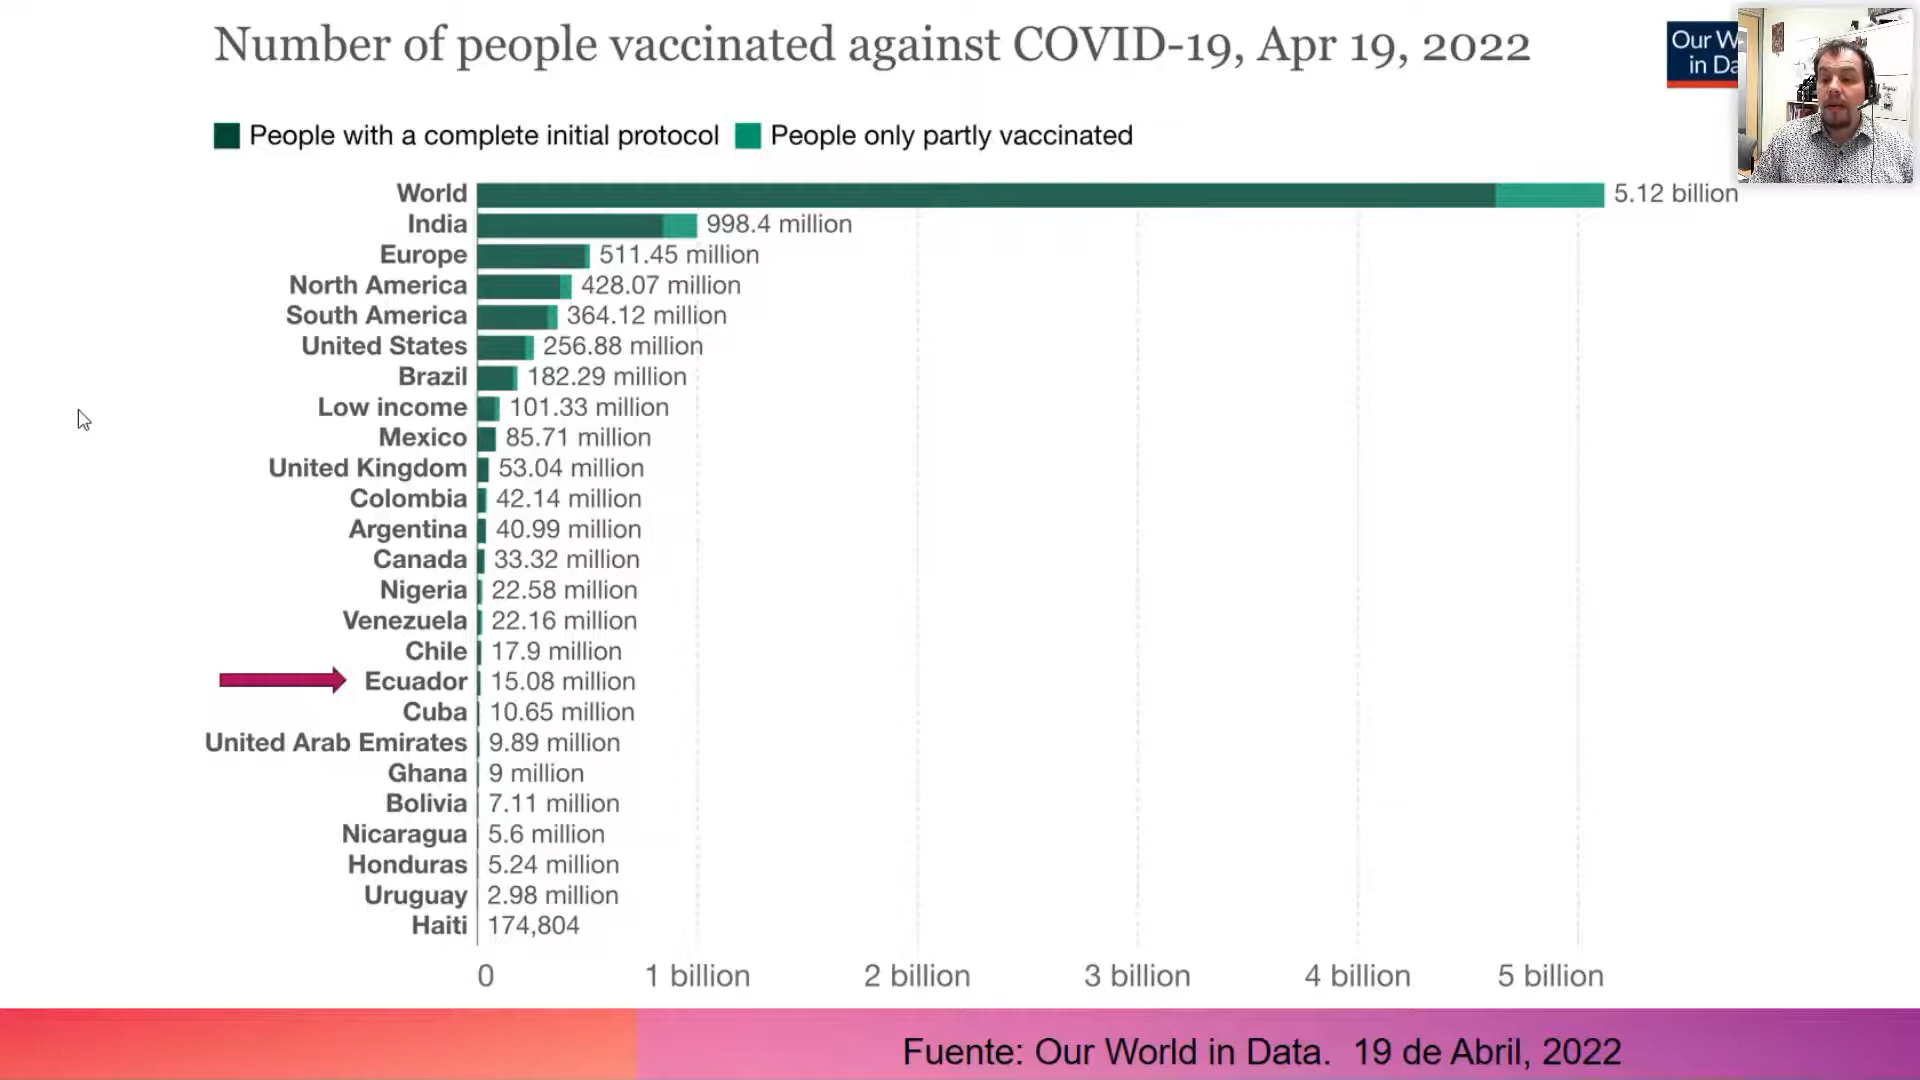 Number of people vaccinated against COVID-19, Apr 19, 2022
Our W
in Da
People with a complete initial protocol People only partly vaccinated
World 5.12 billion
India 998.4 million
Europe 511.45 million
North America 428.07 million
South America 364.12 million
United States 256.88 million
Brazil 182.29 million
Low income 101.33 million
Mexico 85.71 million
United Kingdom 53.04 million
Colombia 42.14 million
Argentina 40.99 million
Canada 33.32 million
Nigeria 22.58 million
Venezuela 22.16 million
Chile 17.9 million
Ecuador 15.08 million
Cuba 10.65 million
United Arab Emirates 9.89 million
Ghana 9 million
Bolivia 7.11 million
Nicaragua 5.6 million
Honduras 5.24 million
Uruguay 2.98 million
Haiti 174,804
0 1 billion 2 billion 3 billion 4 billion 5 billion
Fuente: Our World in Data. 19 de Abril, 2022